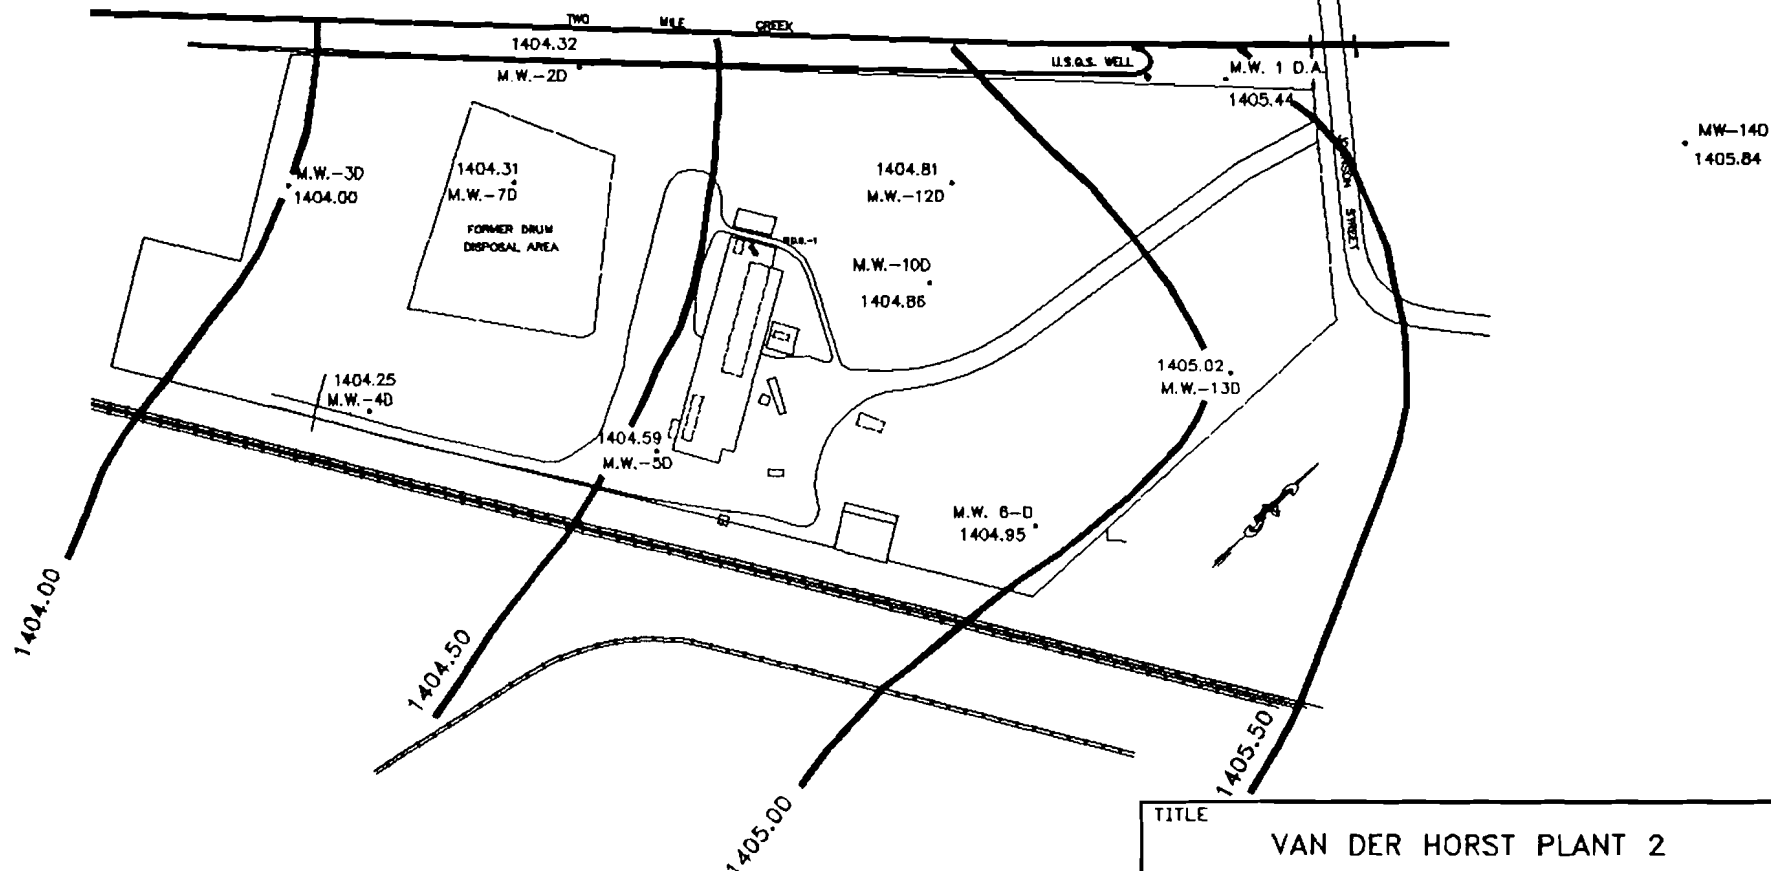 TWO MILE CREEK
1404.32
M.W.-2D
U.S.G.S. WELL
M.W. 1 D.A.
1405.44
MW-14D
1405.84
M.W.-3D
1404.00
1404.31
M.W.-7D
FORMER DRUM
DISPOSAL AREA
1404.81
M.W.-12D
M.W.-10D
1404.86
STREET
1405.02
M.W.-13D
1404.25
M.W.-4D
1404.59
M.W.-5D
M.W. 6-D
1404.95
1404.00
1404.50
1405.00
1405.50
TITLE
VAN DER HORST PLANT 2